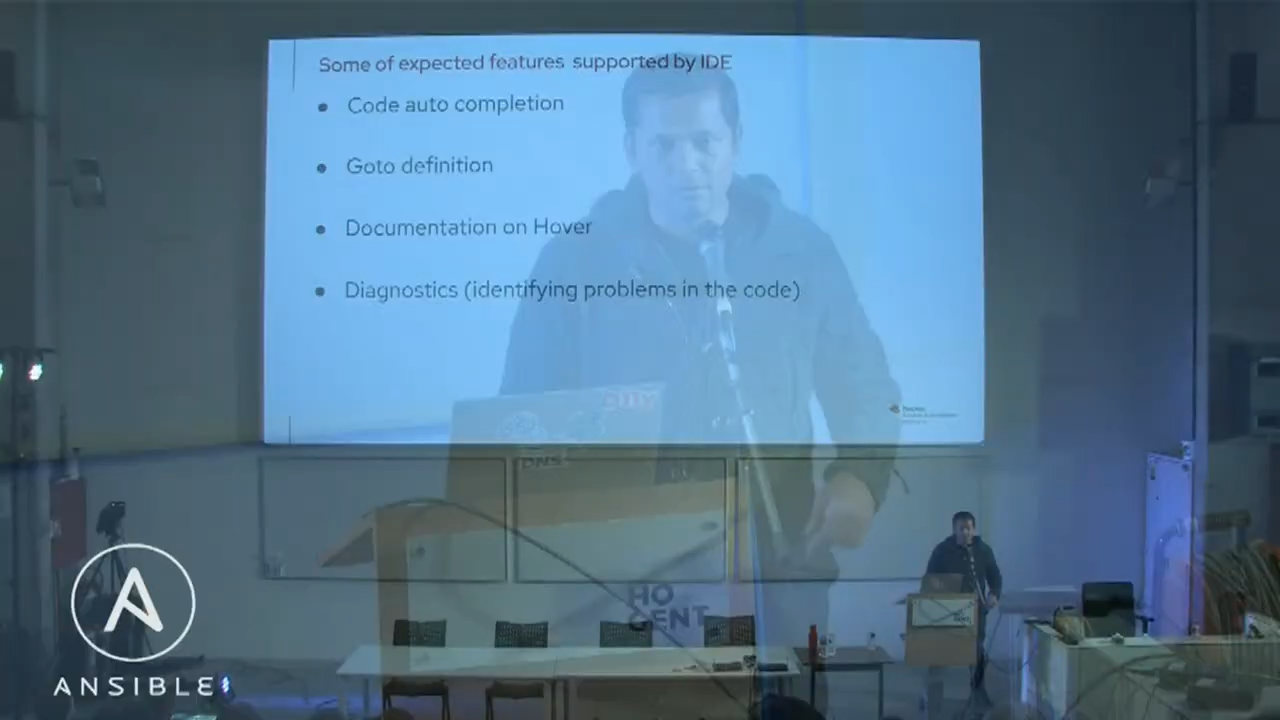 Some of expected features supported by IDE
• Code auto completion
• Goto definition
• Documentation on Hover
• Diagnostics (identifying problems in the code)
DNS
HO
GENT
ANSIBLE